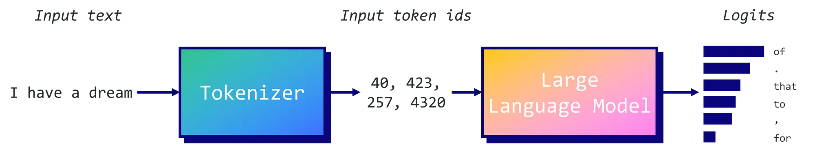 Input text
Input token ids
Logits
I have a dream
Tokenizer
40, 423,
257, 4320
Large
Language Model
of
.
that
to
,
for